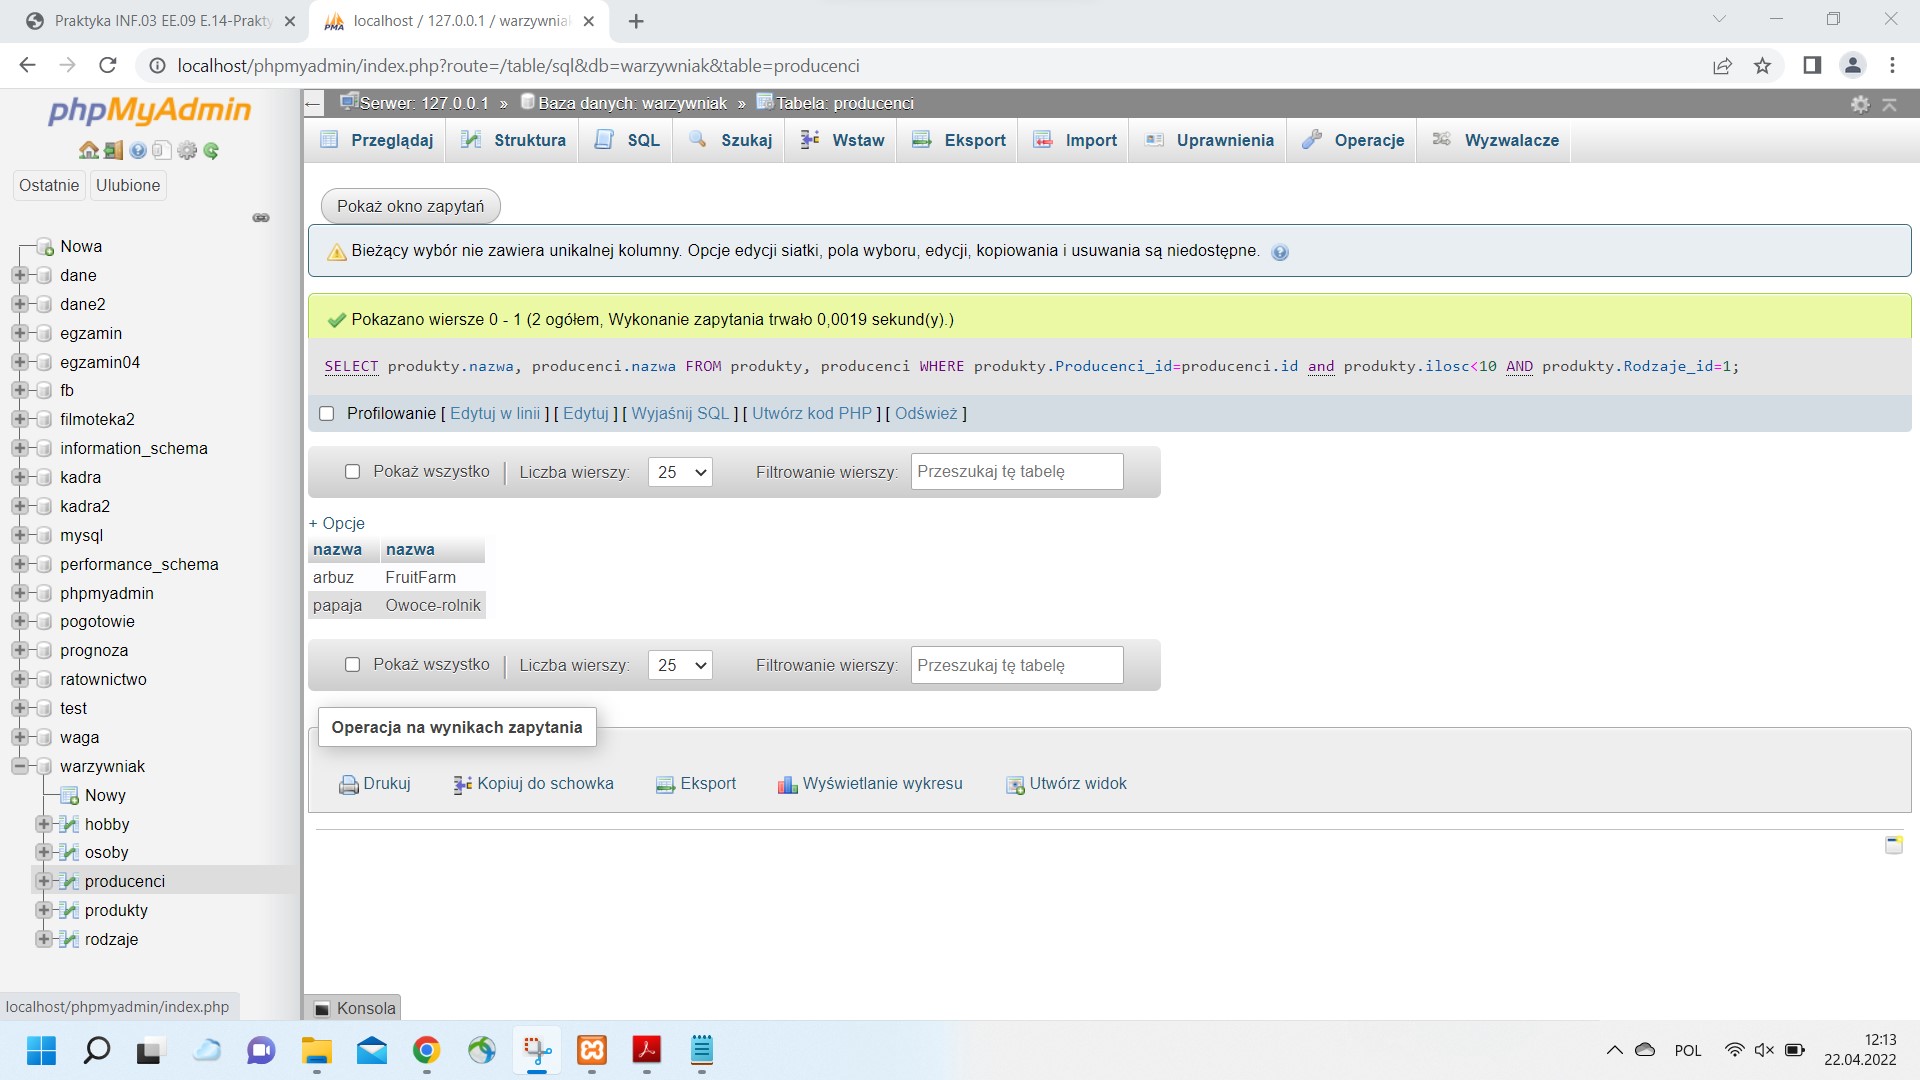 Praktyka INF.03 EE.09 E.14-Prakty
localhost / 127.0.0.1 / warzywnia
localhost/phpmyadmin/index.php?route=/table/sql&db=warzywniak&table=producenci
phpMyAdmin
Ostatnie
Ulubione
Nowa
dane
dane2
egzamin
egzamin04
fb
filmoteka2
information_schema
kadra
kadra2
mysql
performance_schema
phpmyadmin
pogotowie
prognoza
ratownictwo
test
waga
warzywniak
Nowy
hobby
osoby
producenci
produkty
rodzaje
localhost/phpmyadmin/index.php
Serwer: 127.0.0.1 » Baza danych: warzywniak » Tabela: producenci
Przeglądaj Struktura SQL Szukaj Wstaw Eksport Import Uprawnienia Operacje Wyzwalacze
Pokaż okno zapytań
Bieżący wybór nie zawiera unikalnej kolumny. Opcje edycji siatki, pola wyboru, edycji, kopiowania i usuwania są niedostępne.
Pokazano wiersze 0 - 1 (2 ogółem, Wykonanie zapytania trwało 0,0019 sekund(y).)
SELECT produkty.nazwa, producenci.nazwa FROM produkty, producenci WHERE produkty.Producenci_id=producenci.id and produkty.ilosc<10 AND produkty.Rodzaje_id=1;
Profilowanie [ Edytuj w linii ] [ Edytuj ] [ Wyjaśnij SQL ] [ Utwórz kod PHP ] [ Odśwież ]
Pokaż wszystko | Liczba wierszy: 25 Filtrowanie wierszy: Przeszukaj tę tabelę
+ Opcje
nazwa nazwa
arbuz FruitFarm
papaja Owoce-rolnik
Pokaż wszystko | Liczba wierszy: 25 Filtrowanie wierszy: Przeszukaj tę tabelę
Operacja na wynikach zapytania
Drukuj Kopiuj do schowka Eksport Wyświetlanie wykresu Utwórz widok
Konsola
POL
12:13
22.04.2022